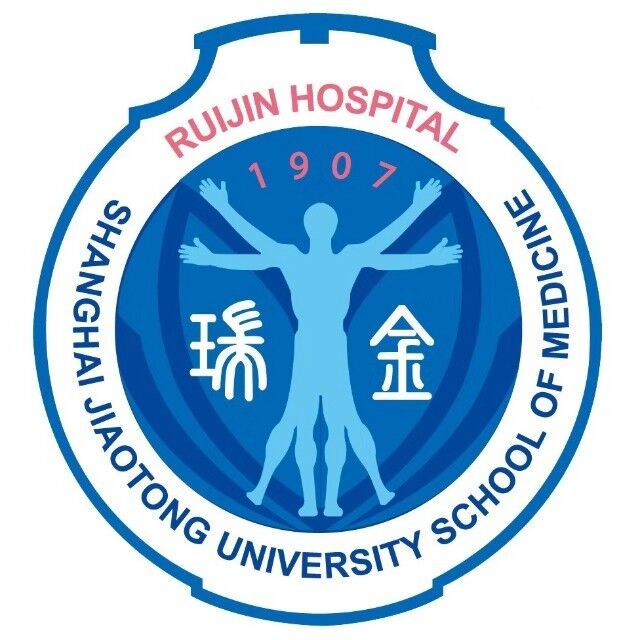 RUIJIN HOSPITAL
1907
瑞金
SHANGHAI JIAOTONG UNIVERSITY SCHOOL OF MEDICINE